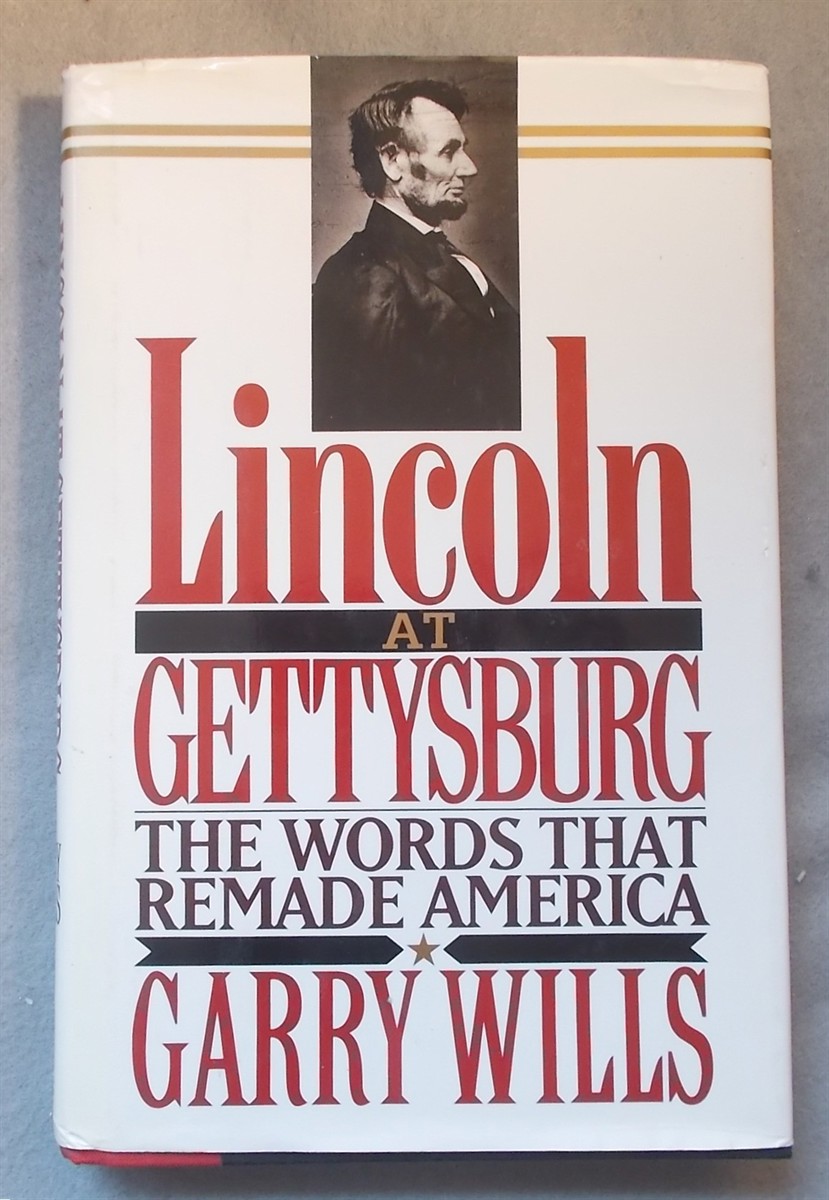 Lincoln
AT
GETTYSBURG
THE WORDS THAT
REMADE AMERICA
GARRY WILLS